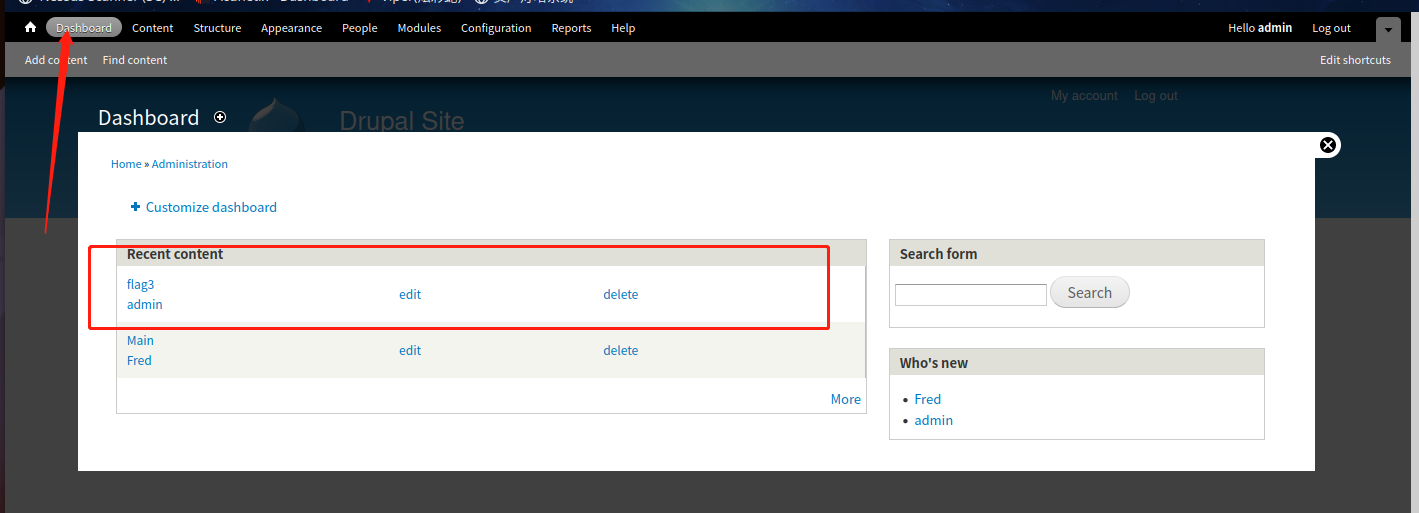 Dashboard Content Structure Appearance People Modules Configuration Reports Help Hello admin Log out
Add content Find content Edit shortcuts
My account Log out
Dashboard
Drupal Site
Home » Administration
Customize dashboard
Recent content
flag3
admin
edit
delete
Main
Fred
edit
delete
More
Search form
Search
Who's new
Fred
admin